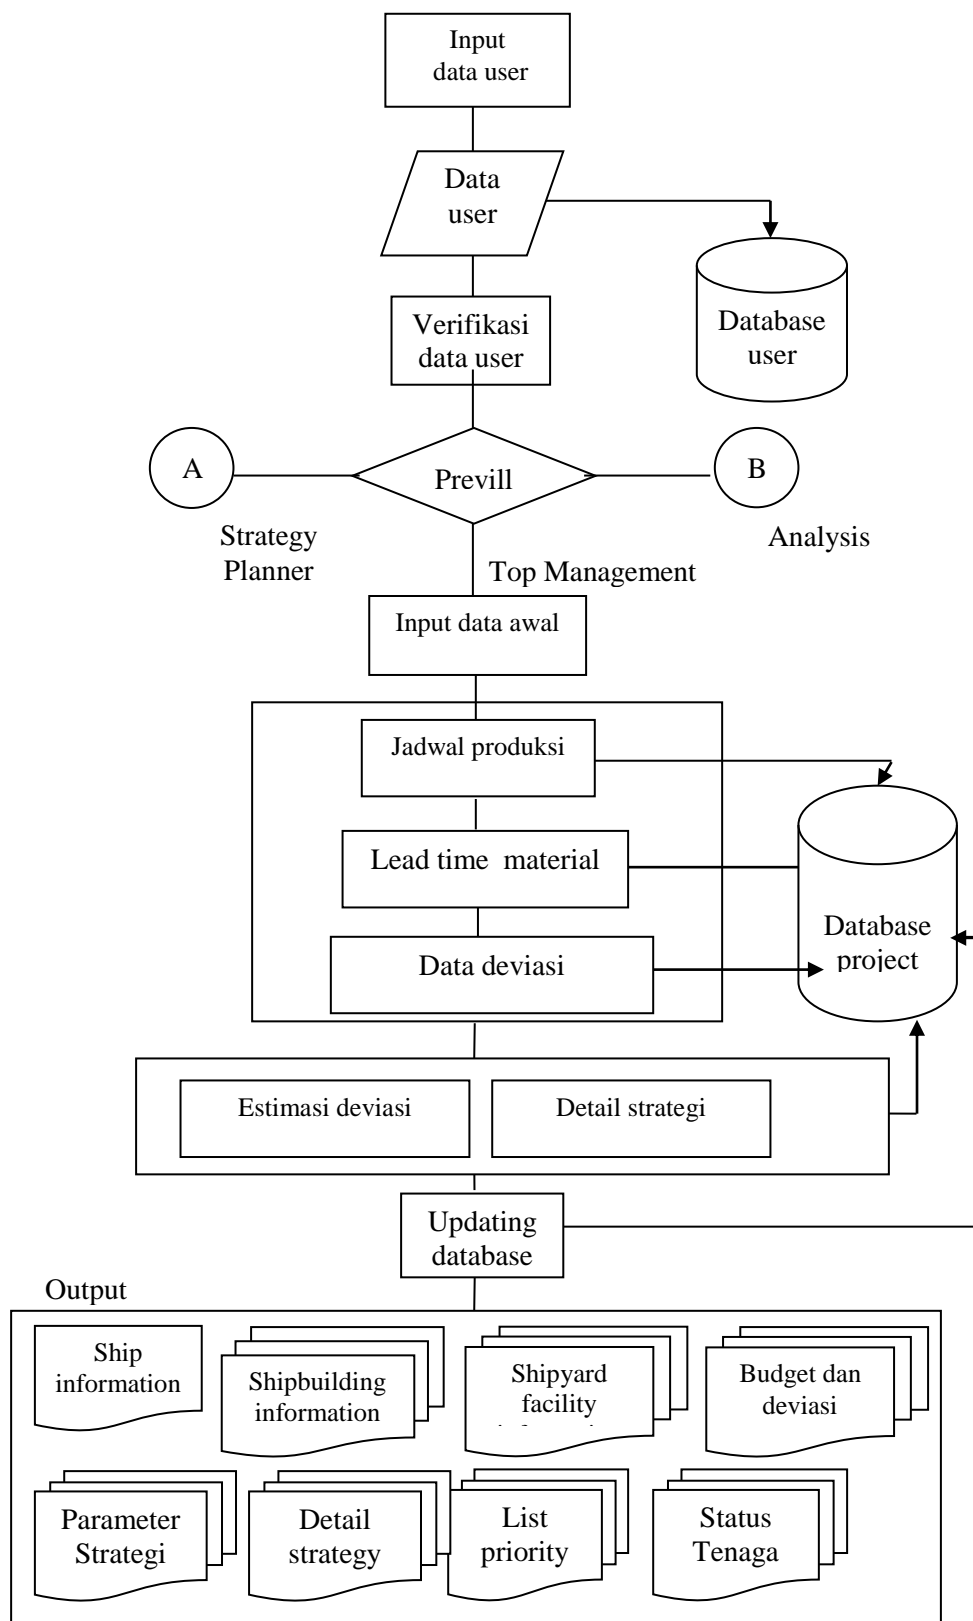 Input
data user
Data
user
Database
user
Verifikasi
data user
A
Previll
B
Strategy
Planner
Analysis
Top Management
Input data awal
Jadwal produksi
Lead time material
Data deviasi
Database
project
Estimasi deviasi
Detail strategi
Updating
database
Output
Ship
information
Shipbuilding
information
Shipyard
facility
Budget dan
deviasi
Parameter
Strategi
Detail
strategy
List
priority
Status
Tenaga